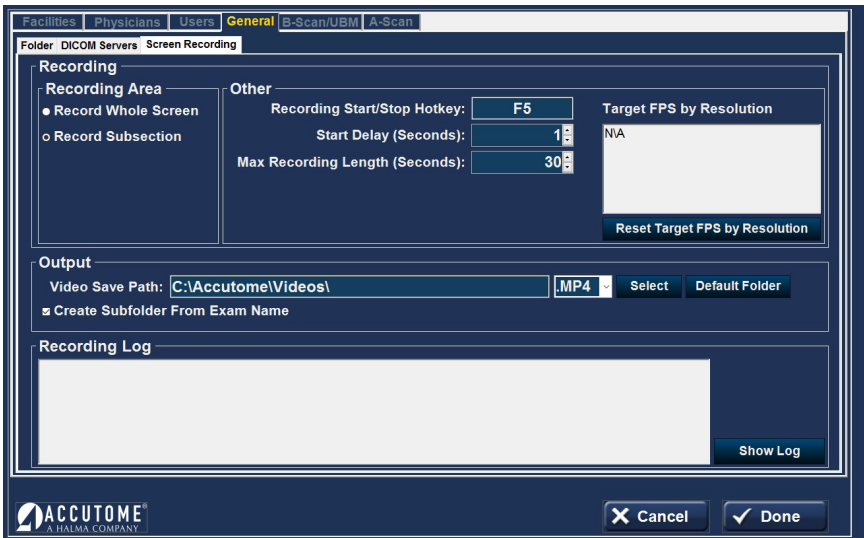 Facilities Physicians Users General B-Scan/UBM A-Scan
Folder DICOM Servers Screen Recording
Recording
Recording Area
Record Whole Screen
Record Subsection
Other
Recording Start/Stop Hotkey: F5
Start Delay (Seconds): 1
Max Recording Length (Seconds): 30
Target FPS by Resolution
N\A
Reset Target FPS by Resolution
Output
Video Save Path: C:\Accutome\Videos\ .MP4 Select Default Folder
Create Subfolder From Exam Name
Recording Log
Show Log
ACCUTOME®
A HALMA COMPANY
Cancel Done